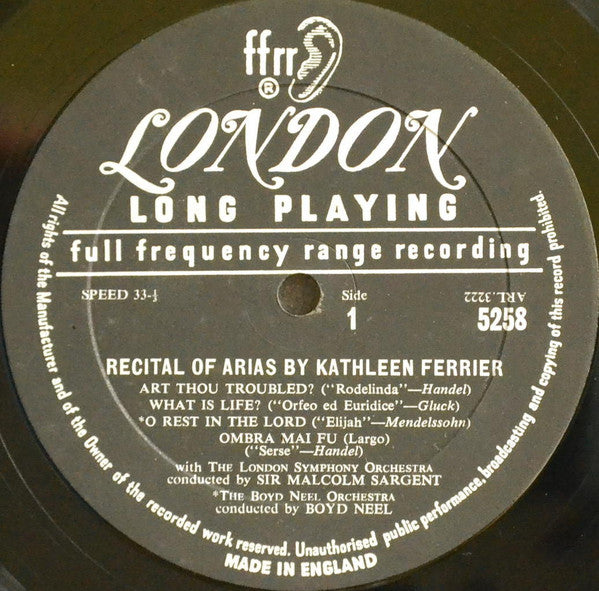 ffrr
®
LONDON
LONG PLAYING
full frequency range recording
SPEED 33-⅓
Side
1
ARL.3222
5258
RECITAL OF ARIAS BY KATHLEEN FERRIER
ART THOU TROUBLED? ("Rodelinda"—Handel)
WHAT IS LIFE? ("Orfeo ed Euridice"—Gluck)
*O REST IN THE LORD ("Elijah"—Mendelssohn)
OMBRA MAI FU (Largo)
("Serse"—Handel)
with THE LONDON SYMPHONY ORCHESTRA
conducted by SIR MALCOLM SARGENT
*THE BOYD NEEL ORCHESTRA
conducted by BOYD NEEL
All rights of the Manufacturer and of the Owner of the recorded work reserved. Unauthorised public performance, broadcasting and copying of this record prohibited.
MADE IN ENGLAND